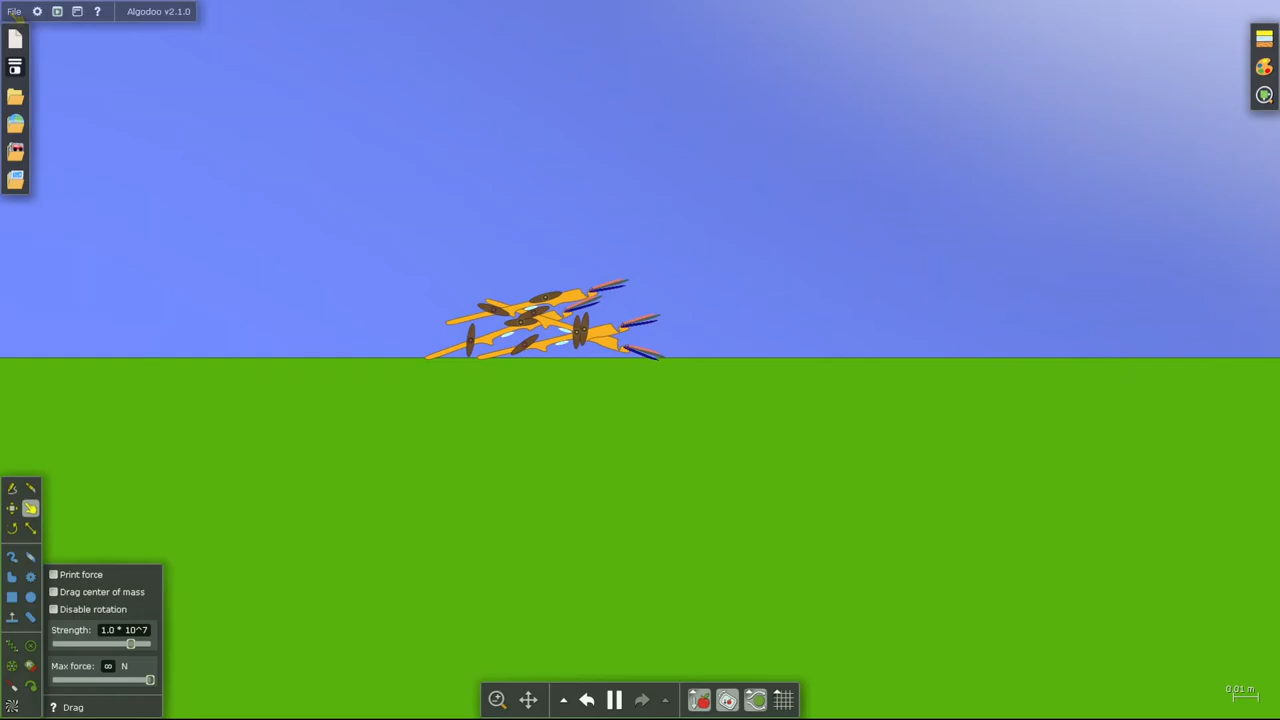 File
?
Algodoo v2.1.0
Print force
Drag center of mass
Disable rotation
Strength: 1.0 * 10^7
Max force: ∞ N
? Drag
0.01 m